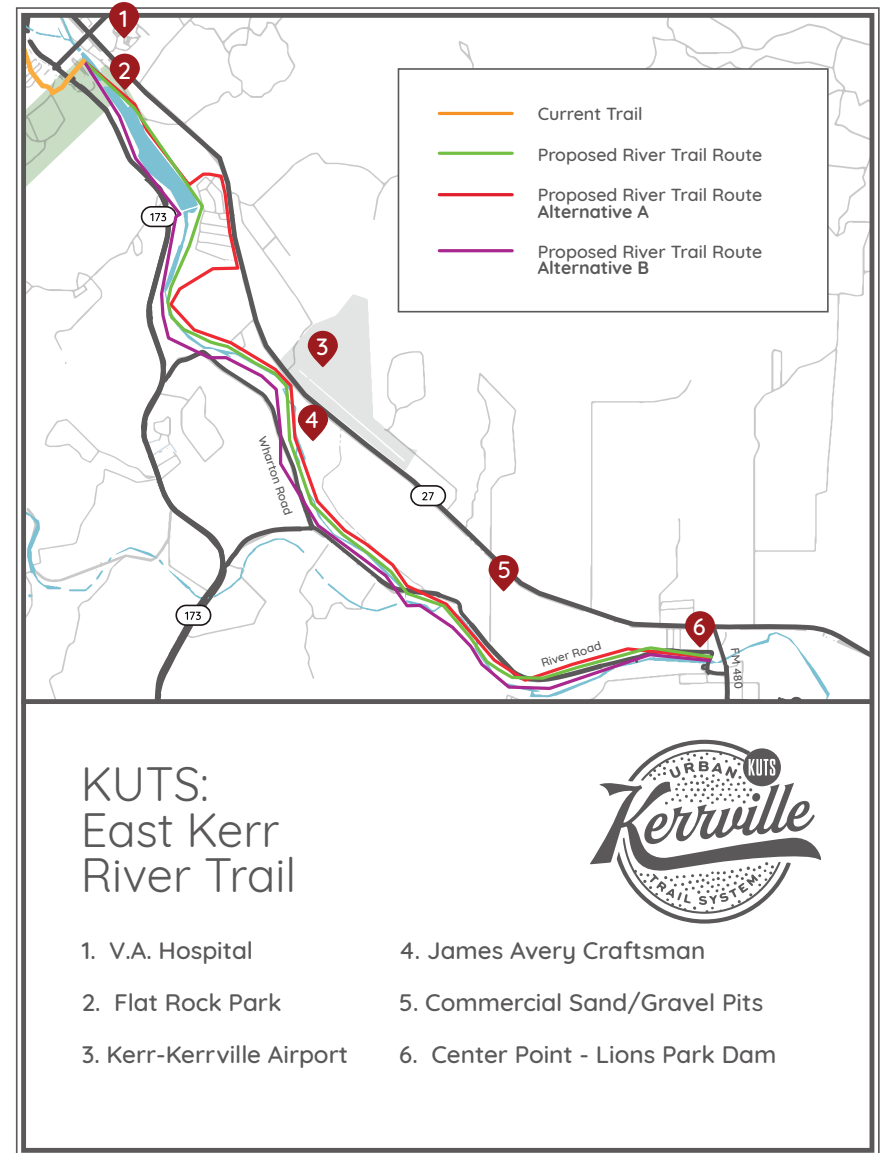 1
2
Current Trail
Proposed River Trail Route
Proposed River Trail Route
Alternative A
Proposed River Trail Route
Alternative B
173
3
4
Wharton Road
27
5
173
6
River Road
FM 480
KUTS:
East Kerr
River Trail
URBAN
KUTS
Kerrville
TRAIL SYSTEM
1. V.A. Hospital
2. Flat Rock Park
3. Kerr-Kerrville Airport
4. James Avery Craftsman
5. Commercial Sand/Gravel Pits
6. Center Point - Lions Park Dam